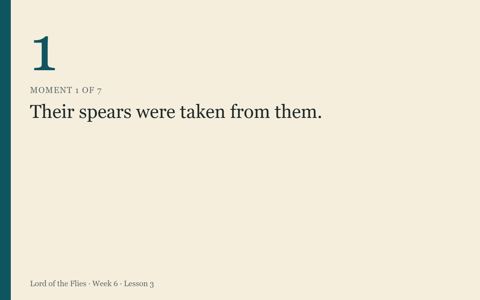 1
MOMENT 1 OF 7
Their spears were taken from them.
Lord of the Flies · Week 6 · Lesson 3